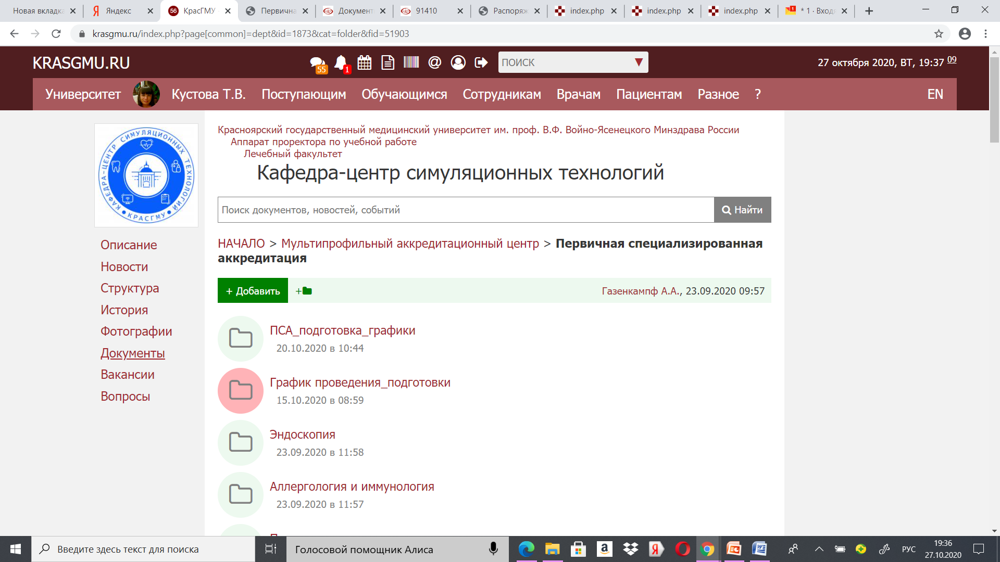 Новая вкладка
Яндекс
56 КрасГМУ
Первична
Документ
91410
Распоряж
index.php
index.php
index.php
1 * 1 · Входя
krasgmu.ru/index.php?page[common]=dept&id=1873&cat=folder&fid=51903
KRASGMU.RU
55
1
@
ПОИСК
27 октября 2020, ВТ, 19:37 09
Университет
Кустова Т.В.
Поступающим
Обучающимся
Сотрудникам
Врачам
Пациентам
Разное
?
EN
КАФЕДРА-ЦЕНТР СИМУЛЯЦИОННЫХ ТЕХНОЛОГИЙ
КРАСГМУ
Описание
Новости
Структура
История
Фотографии
Документы
Вакансии
Вопросы
Красноярский государственный медицинский университет им. проф. В.Ф. Войно-Ясенецкого Минздрава России
Аппарат проректора по учебной работе
Лечебный факультет
Кафедра-центр симуляционных технологий
Поиск документов, новостей, событий
Найти
НАЧАЛО > Мультипрофильный аккредитационный центр > Первичная специализированная
аккредитация
+ Добавить
+
Газенкампф А.А., 23.09.2020 09:57
ПСА_подготовка_графики
20.10.2020 в 10:44
График проведения_подготовки
15.10.2020 в 08:59
Эндоскопия
23.09.2020 в 11:58
Аллергология и иммунология
23.09.2020 в 11:57
Введите здесь текст для поиска
Голосовой помощник Алиса
РУС
19:36
27.10.2020